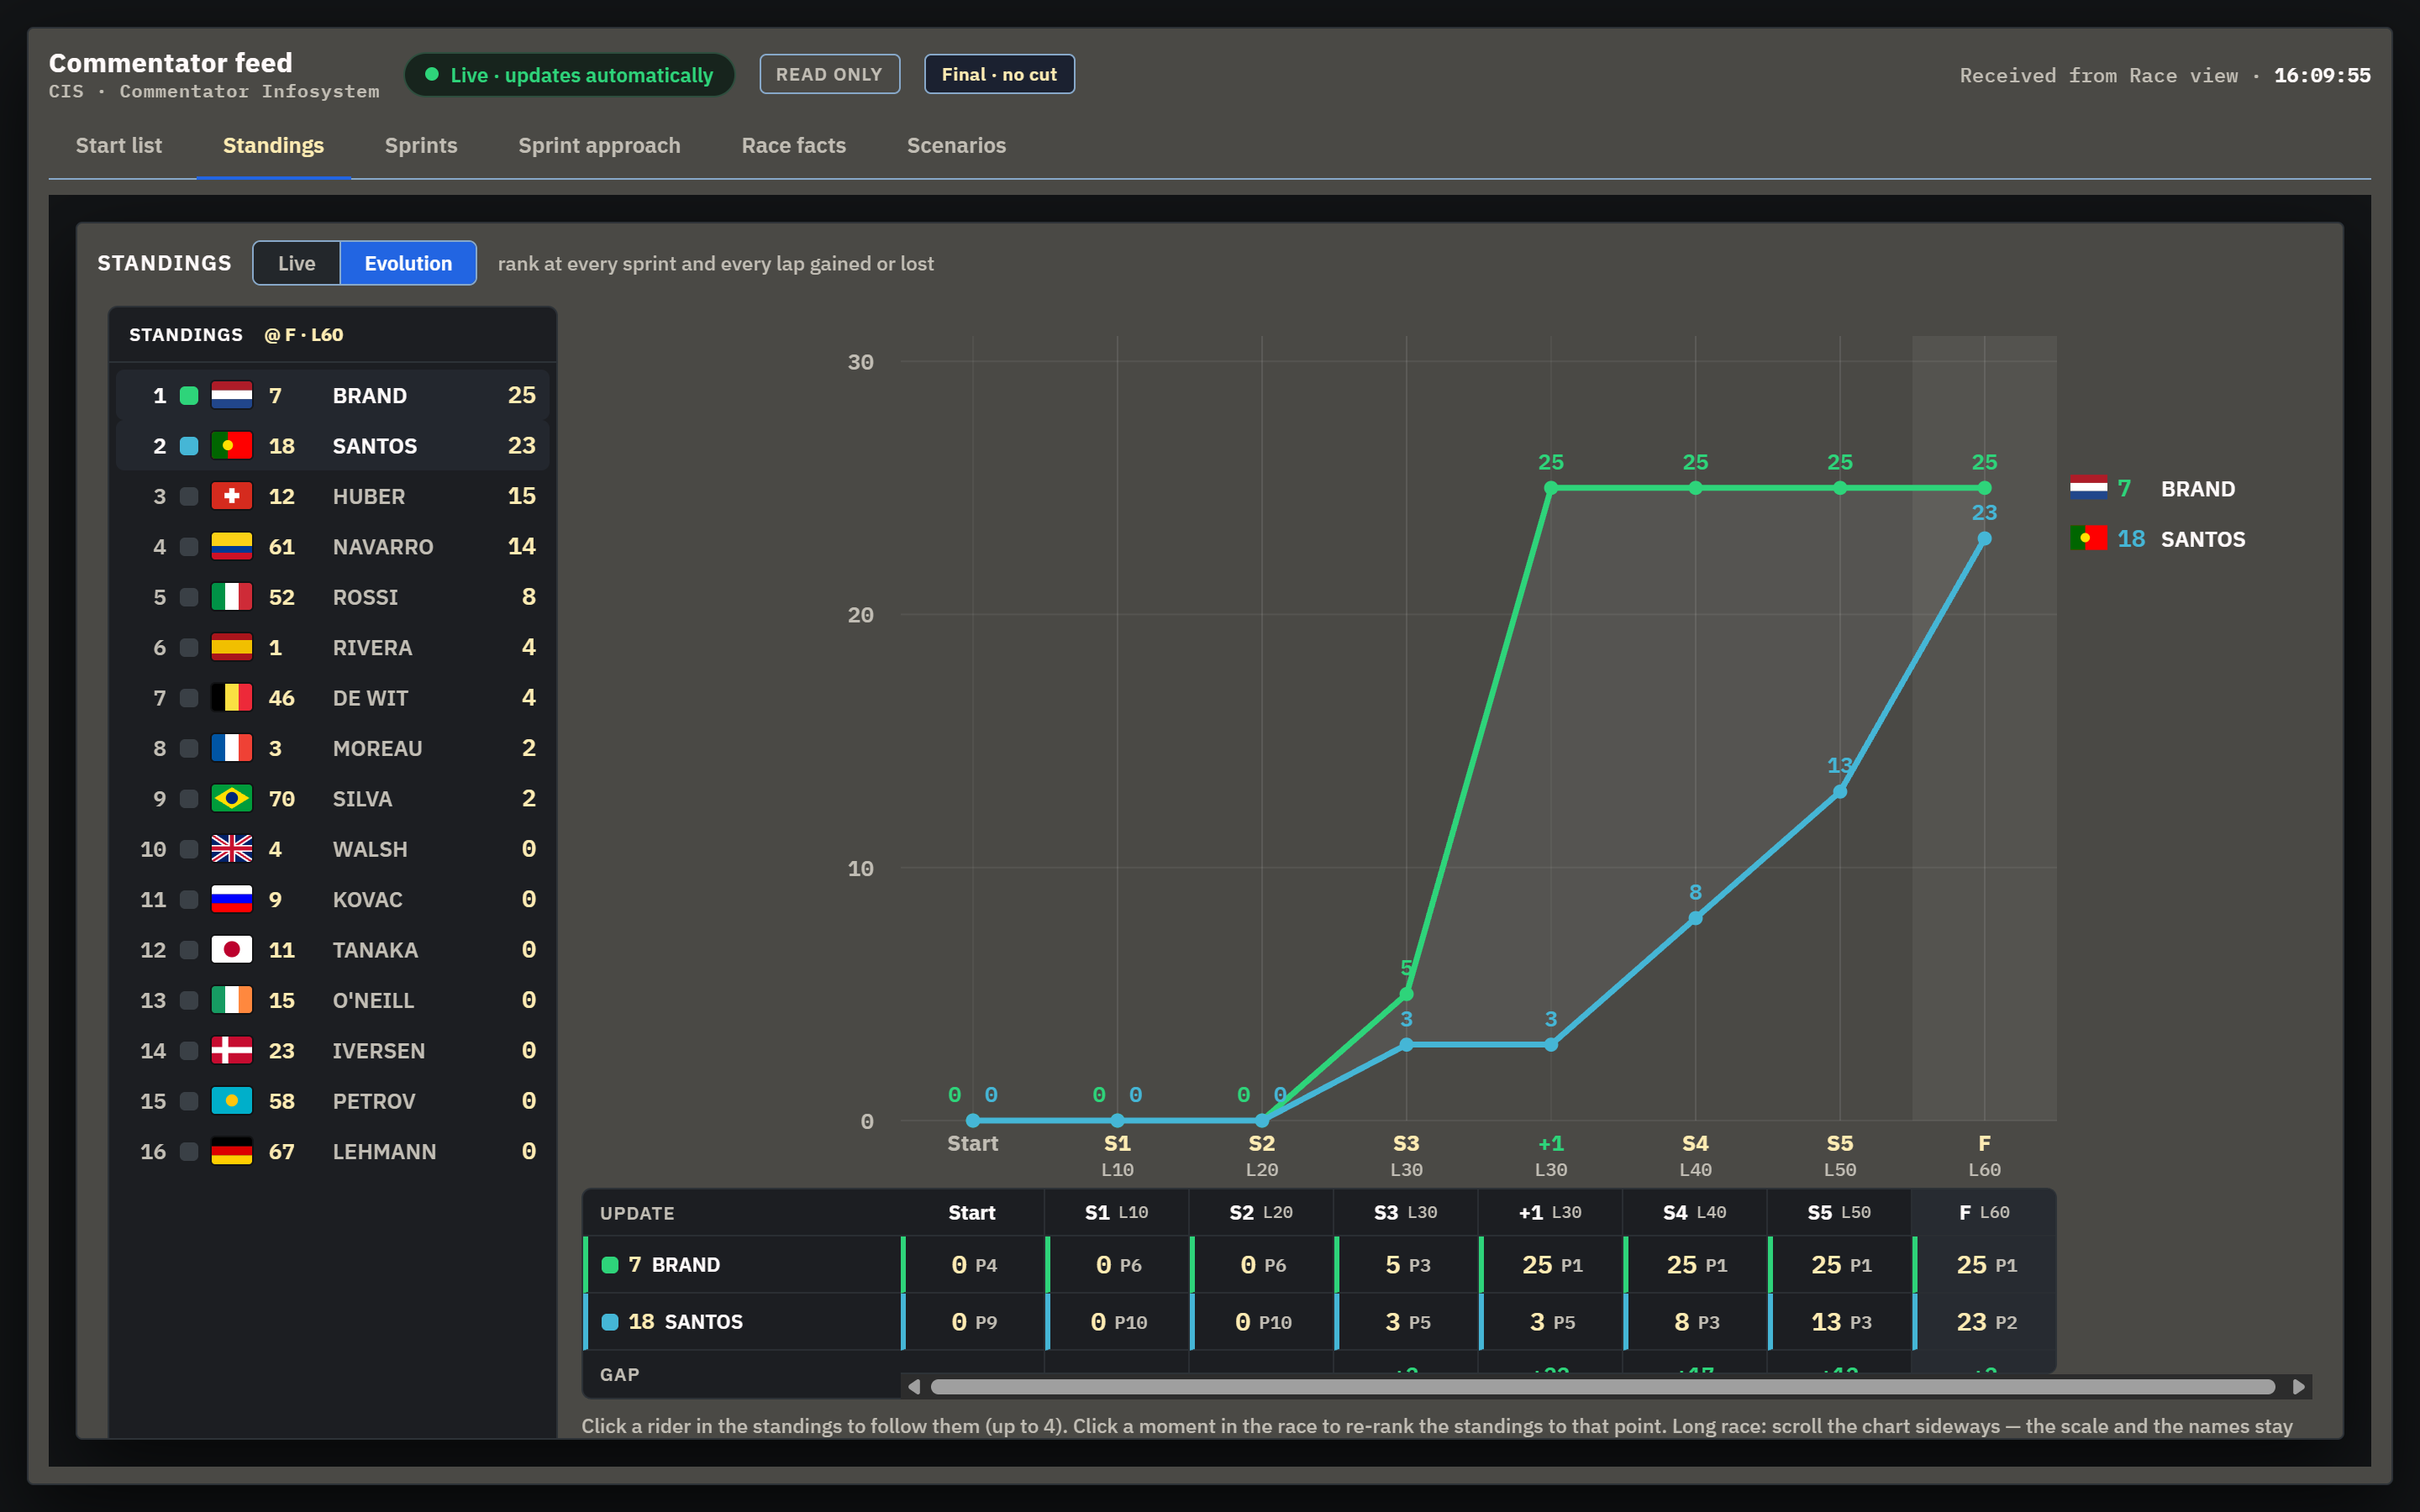 Commentator feed
CIS · Commentator Infosystem
Live · updates automatically
READ ONLY
Final · no cut
Received from Race view · 16:09:55
Start list
Standings
Sprints
Sprint approach
Race facts
Scenarios
STANDINGS
Live
Evolution
rank at every sprint and every lap gained or lost
STANDINGS @ F · L60
1 7 BRAND 25
2 18 SANTOS 23
3 12 HUBER 15
4 61 NAVARRO 14
5 52 ROSSI 8
6 1 RIVERA 4
7 46 DE WIT 4
8 3 MOREAU 2
9 70 SILVA 2
10 4 WALSH 0
11 9 KOVAC 0
12 11 TANAKA 0
13 15 O'NEILL 0
14 23 IVERSEN 0
15 58 PETROV 0
16 67 LEHMANN 0
30
25 25 25 25
7 BRAND
23
18 SANTOS
20
13
10
8
5
3 3
0 0 0 0 0 0
0
Start S1 S2 S3 +1 S4 S5 F
L10 L20 L30 L30 L40 L50 L60
UPDATE Start S1 L10 S2 L20 S3 L30 +1 L30 S4 L40 S5 L50 F L60
7 BRAND 0 P4 0 P6 0 P6 5 P3 25 P1 25 P1 25 P1 25 P1
18 SANTOS 0 P9 0 P10 0 P10 3 P5 3 P5 8 P3 13 P3 23 P2
GAP
Click a rider in the standings to follow them (up to 4). Click a moment in the race to re-rank the standings to that point. Long race: scroll the chart sideways — the scale and the names stay